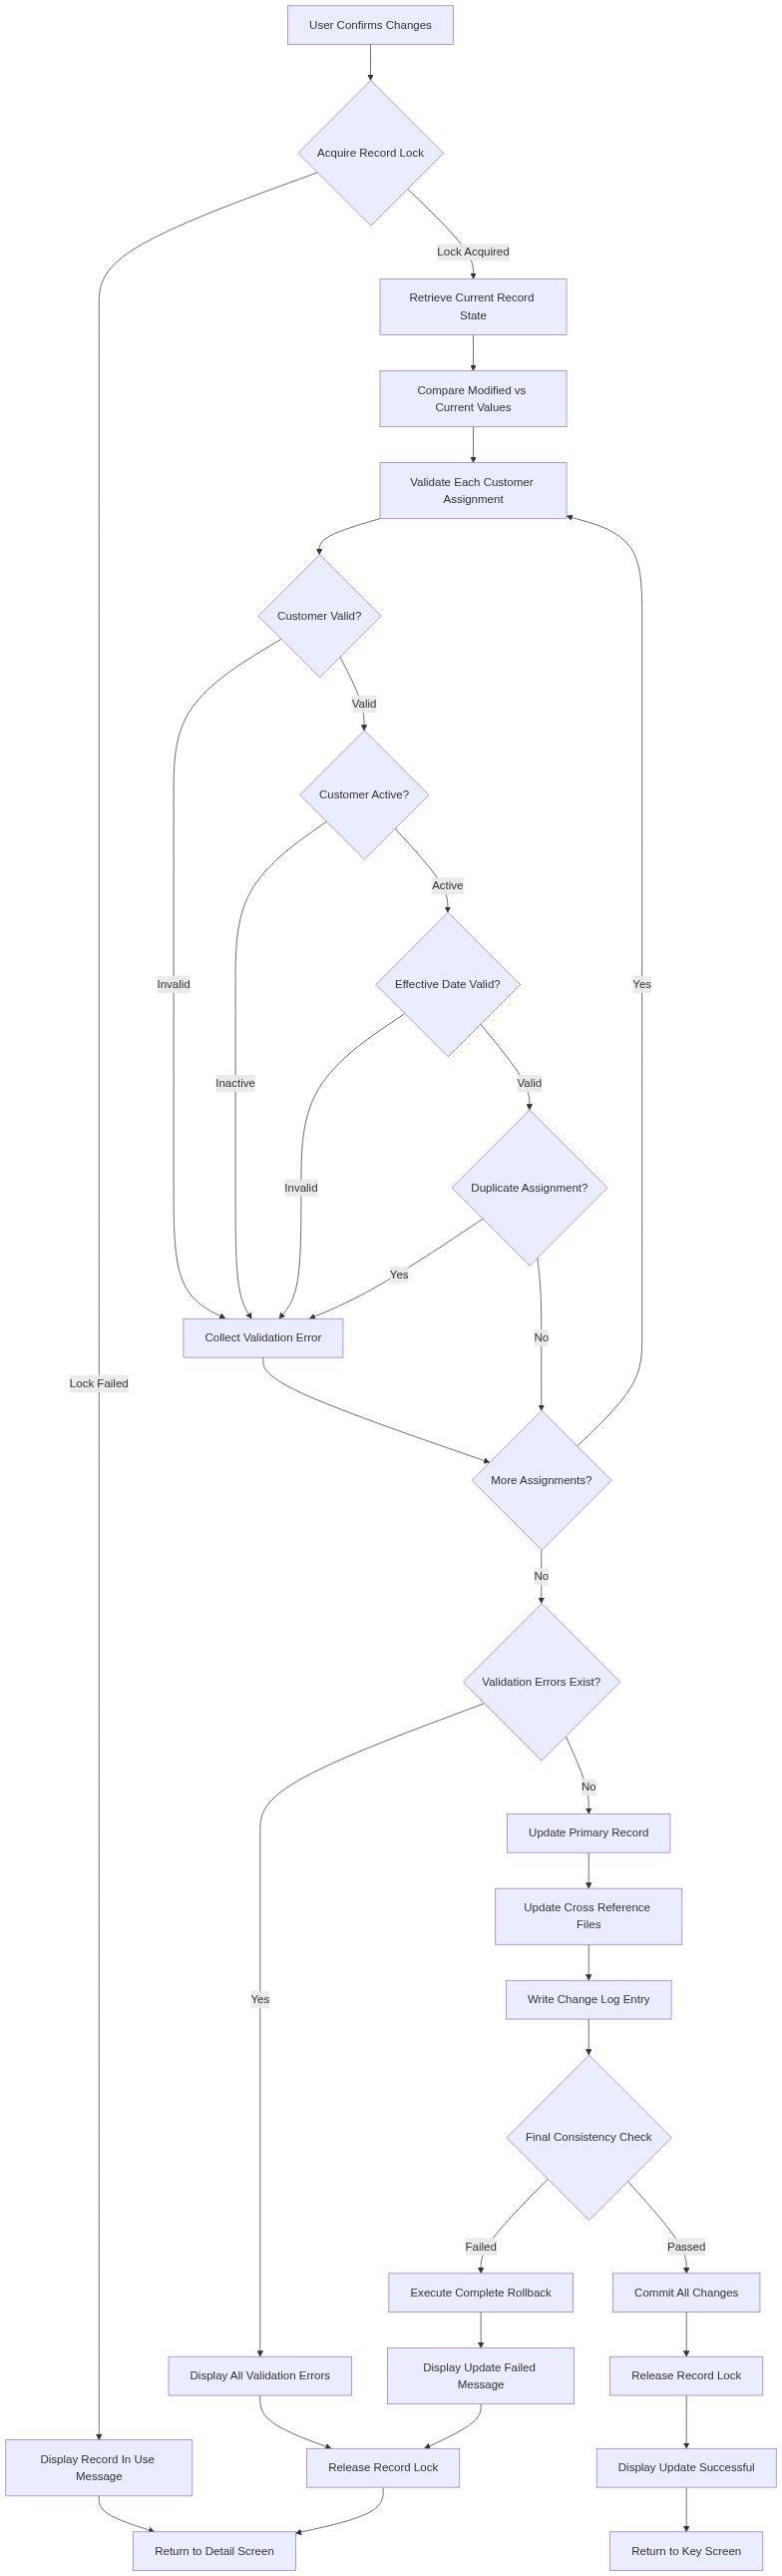 User Confirms Changes
Acquire Record Lock
Lock Acquired
Retrieve Current Record
State
Compare Modified vs
Current Values
Validate Each Customer
Assignment
Customer Valid?
Valid
Customer Active?
Active
Invalid
Effective Date Valid?
Yes
Inactive
Valid
Invalid
Duplicate Assignment?
Yes
Collect Validation Error
No
Lock Failed
More Assignments?
No
Validation Errors Exist?
No
Update Primary Record
Update Cross Reference
Files
Yes
Write Change Log Entry
Final Consistency Check
Failed
Passed
Execute Complete Rollback
Commit All Changes
Display All Validation Errors
Display Update Failed
Message
Release Record Lock
Display Record In Use
Message
Release Record Lock
Display Update Successful
Return to Detail Screen
Return to Key Screen